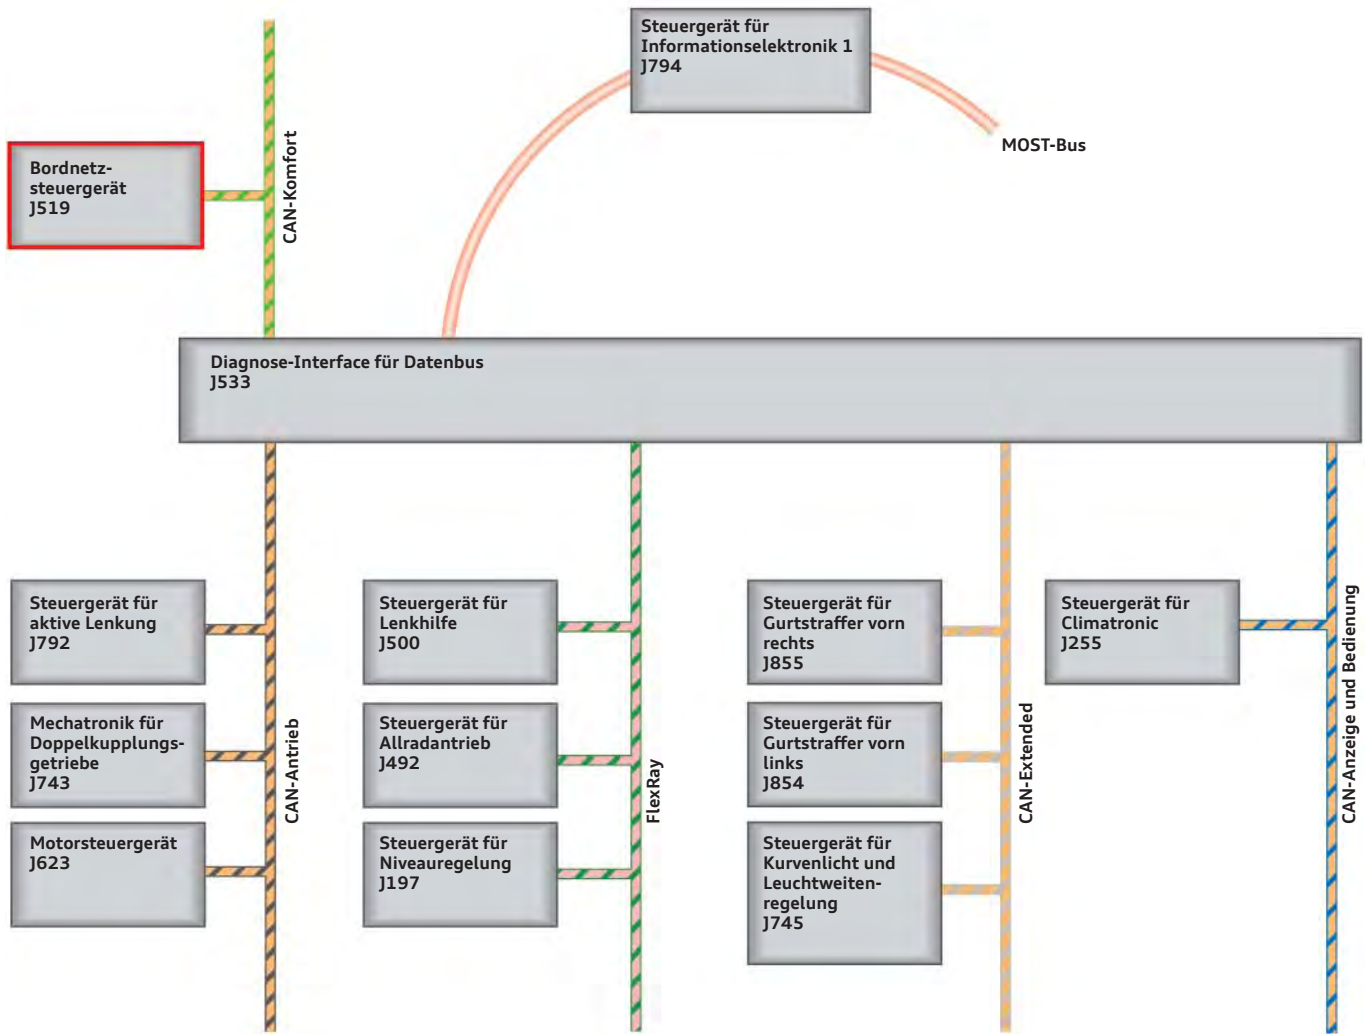 Steuergerät für
Informationselektronik 1
J794
MOST-Bus
Bordnetz-
steuergerät
J519
CAN-Komfort
Diagnose-Interface für Datenbus
J533
Steuergerät für
aktive Lenkung
J792
Mechatronik für
Doppelkupplungs-
getriebe
J743
Motorsteuergerät
J623
CAN-Antrieb
Steuergerät für
Lenkhilfe
J500
Steuergerät für
Allradantrieb
J492
Steuergerät für
Niveauregelung
J197
FlexRay
Steuergerät für
Gurtstraffer vorn
rechts
J855
Steuergerät für
Gurtstraffer vorn
links
J854
Steuergerät für
Kurvenlicht und
Leuchtweiten-
regelung
J745
CAN-Extended
Steuergerät für
Climatronic
J255
CAN-Anzeige und Bedienung